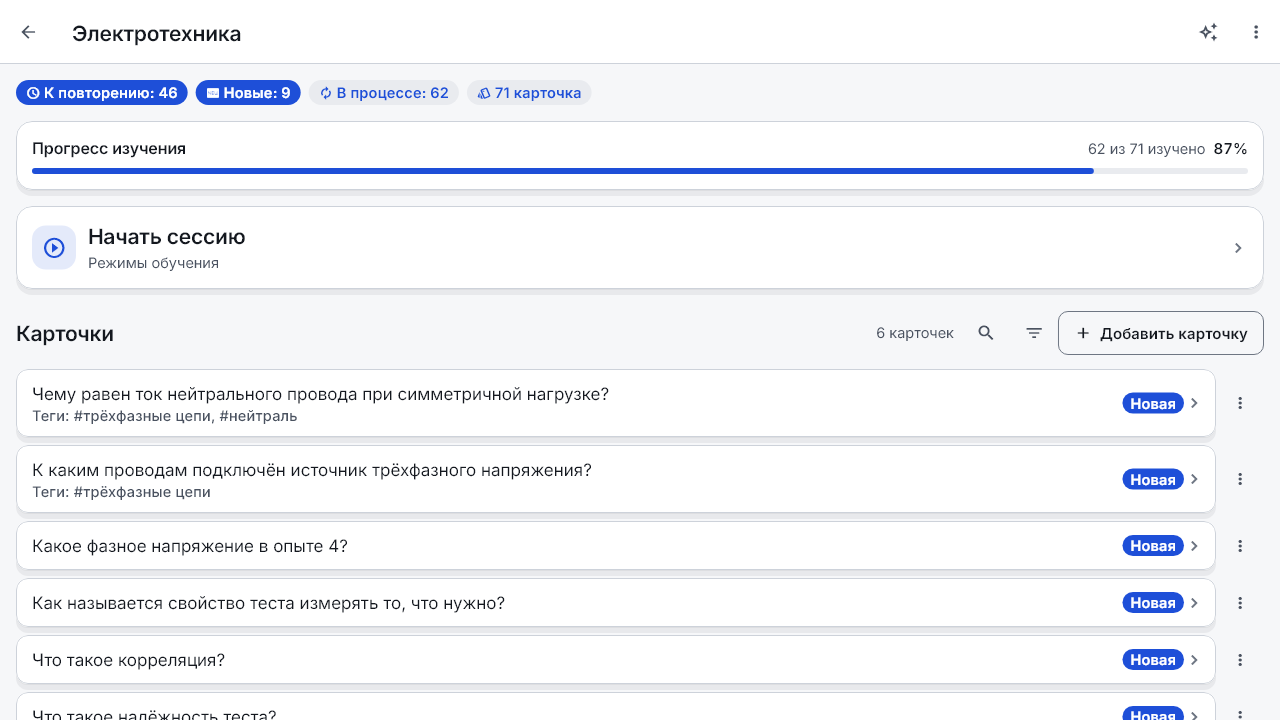 Электротехника
К повторению: 46
Новые: 9
В процессе: 62
71 карточка
Прогресс изучения
62 из 71 изучено 87%
Начать сессию
Режимы обучения
Карточки
6 карточек
Добавить карточку
Чему равен ток нейтрального провода при симметричной нагрузке?
Теги: #трёхфазные цепи, #нейтраль
Новая
К каким проводам подключён источник трёхфазного напряжения?
Теги: #трёхфазные цепи
Новая
Какое фазное напряжение в опыте 4?
Новая
Как называется свойство теста измерять то, что нужно?
Новая
Что такое корреляция?
Новая
Что такое надёжность теста?
Новая